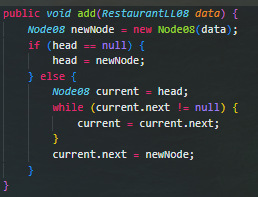 public void add(RestaurantLL08 data) {
    Node08 newNode = new Node08(data);
    if (head == null) {
        head = newNode;
    } else {
        Node08 current = head;
        while (current.next != null) {
            current = current.next;
        }
        current.next = newNode;
    }
}